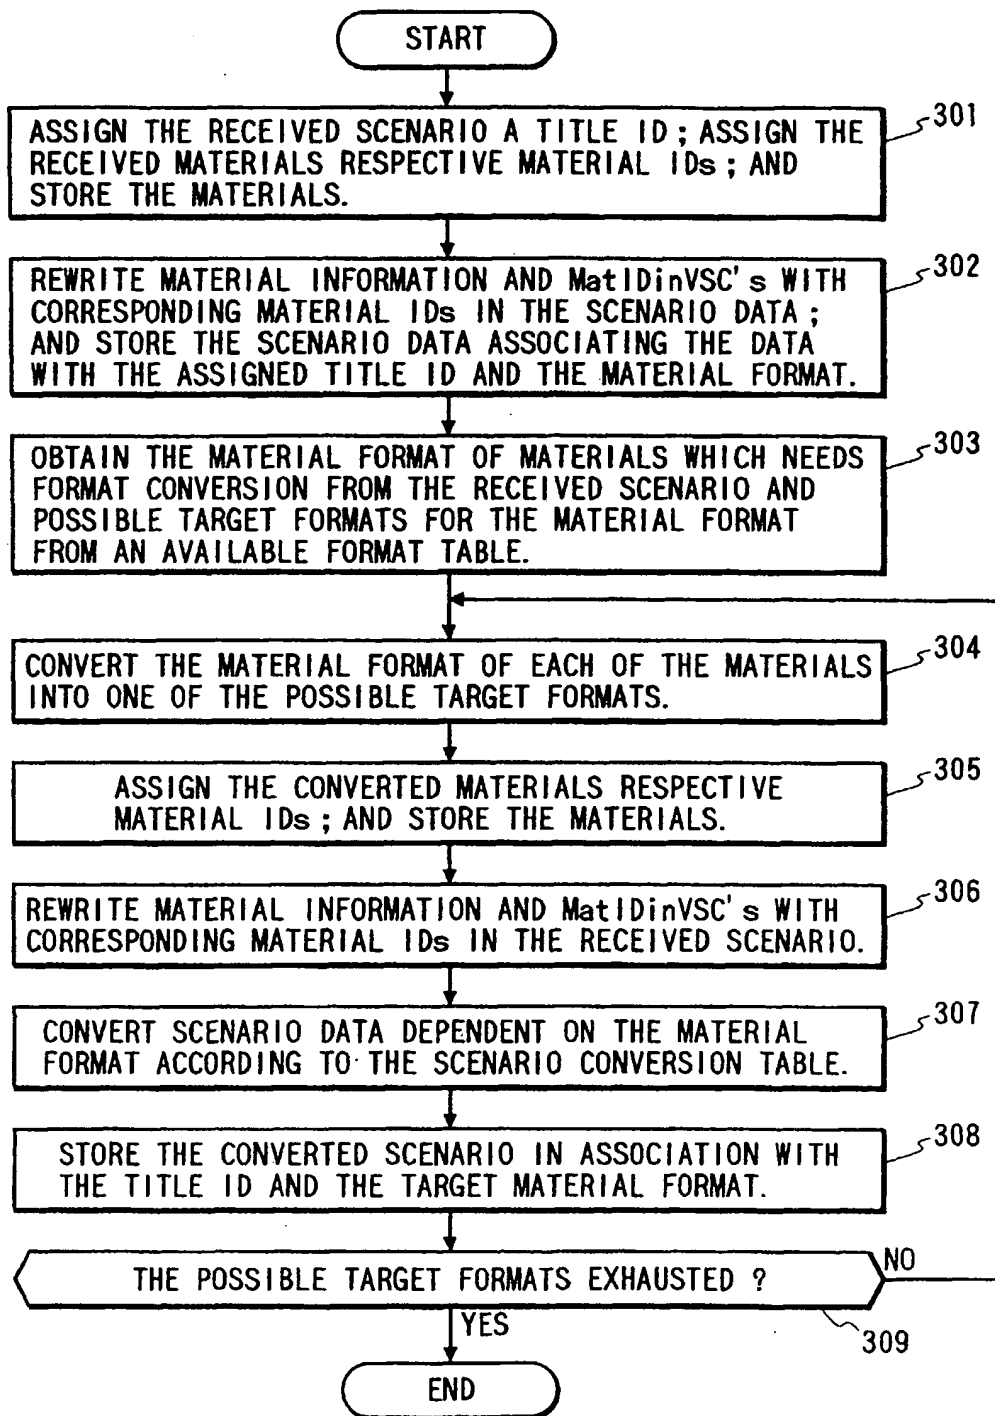 START
ASSIGN THE RECEIVED SCENARIO A TITLE ID; ASSIGN THE
RECEIVED MATERIALS RESPECTIVE MATERIAL IDs; AND
STORE THE MATERIALS.
301
REWRITE MATERIAL INFORMATION AND MatIDinVSC's WITH
CORRESPONDING MATERIAL IDs IN THE SCENARIO DATA;
AND STORE THE SCENARIO DATA ASSOCIATING THE DATA
WITH THE ASSIGNED TITLE ID AND THE MATERIAL FORMAT.
302
OBTAIN THE MATERIAL FORMAT OF MATERIALS WHICH NEEDS
FORMAT CONVERSION FROM THE RECEIVED SCENARIO AND
POSSIBLE TARGET FORMATS FOR THE MATERIAL FORMAT
FROM AN AVAILABLE FORMAT TABLE.
303
CONVERT THE MATERIAL FORMAT OF EACH OF THE MATERIALS
INTO ONE OF THE POSSIBLE TARGET FORMATS.
304
ASSIGN THE CONVERTED MATERIALS RESPECTIVE
MATERIAL IDs; AND STORE THE MATERIALS.
305
REWRITE MATERIAL INFORMATION AND MatIDinVSC's WITH
CORRESPONDING MATERIAL IDs IN THE RECEIVED SCENARIO.
306
CONVERT SCENARIO DATA DEPENDENT ON THE MATERIAL
FORMAT ACCORDING TO THE SCENARIO CONVERSION TABLE.
307
STORE THE CONVERTED SCENARIO IN ASSOCIATION WITH
THE TITLE ID AND THE TARGET MATERIAL FORMAT.
308
THE POSSIBLE TARGET FORMATS EXHAUSTED ?
NO
YES
309
END